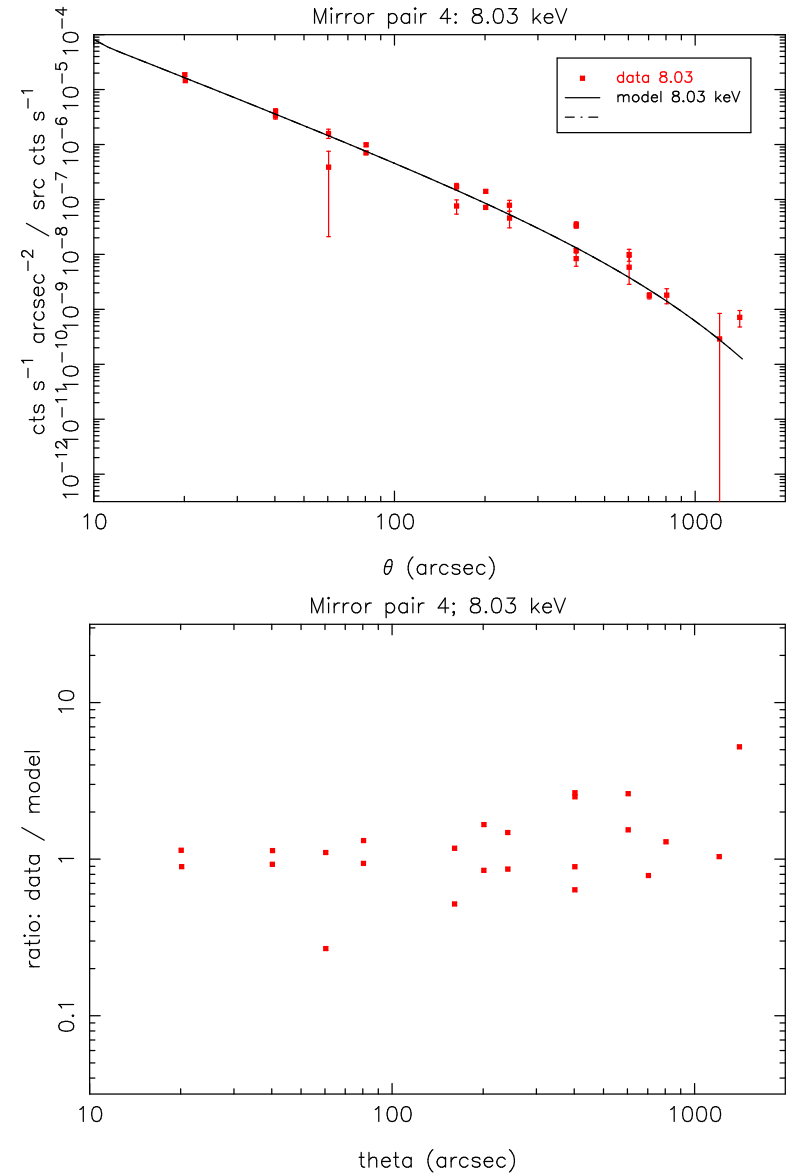 Mirror pair 4: 8.03 keV
cts s⁻¹ arcsec⁻² / src cts s⁻¹
10⁻⁴
10⁻⁵
10⁻⁶
10⁻⁷
10⁻⁸
10⁻⁹
10⁻¹⁰
10⁻¹¹
10⁻¹²
data 8.03
model 8.03 keV
10 100 1000
θ (arcsec)
Mirror pair 4; 8.03 keV
ratio: data / model
10
1
0.1
10 100 1000
theta (arcsec)